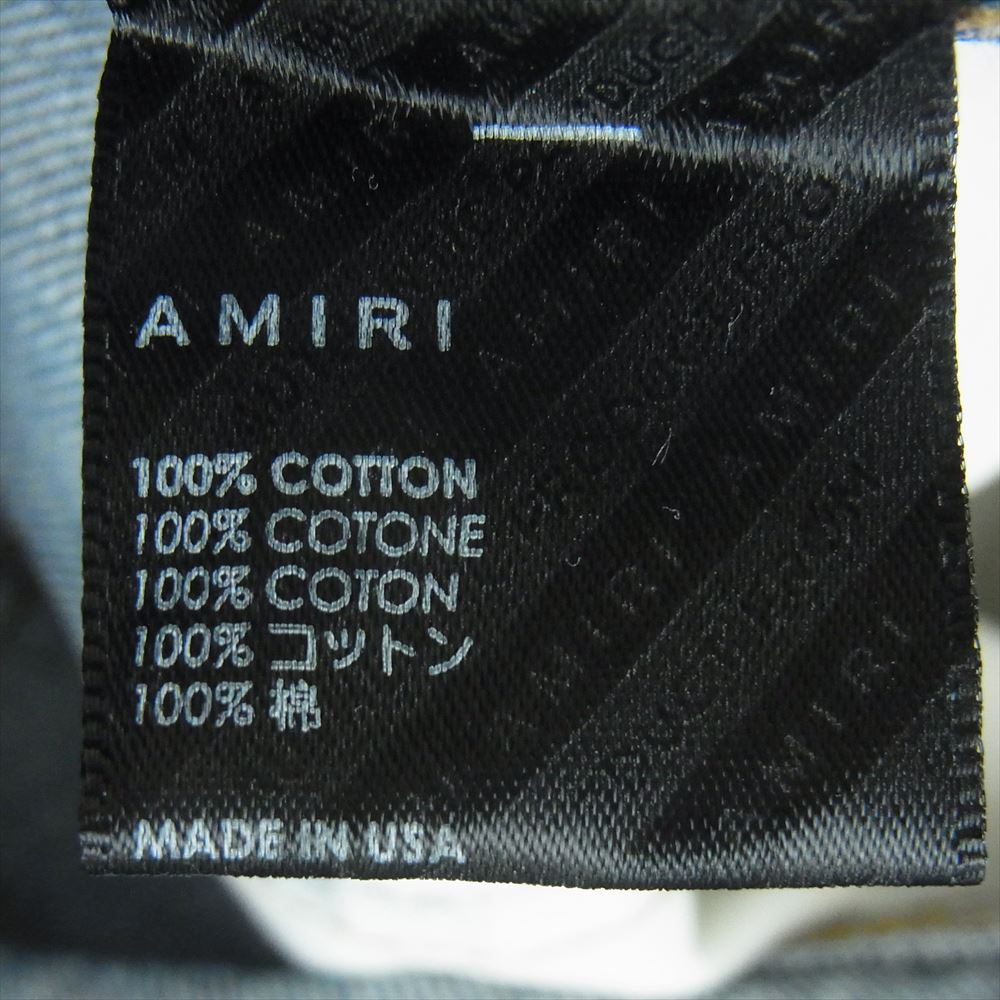 AMIRI
100% COTTON
100% COTONE
100% COTON
100% コットン
100% 棉
MADE IN USA